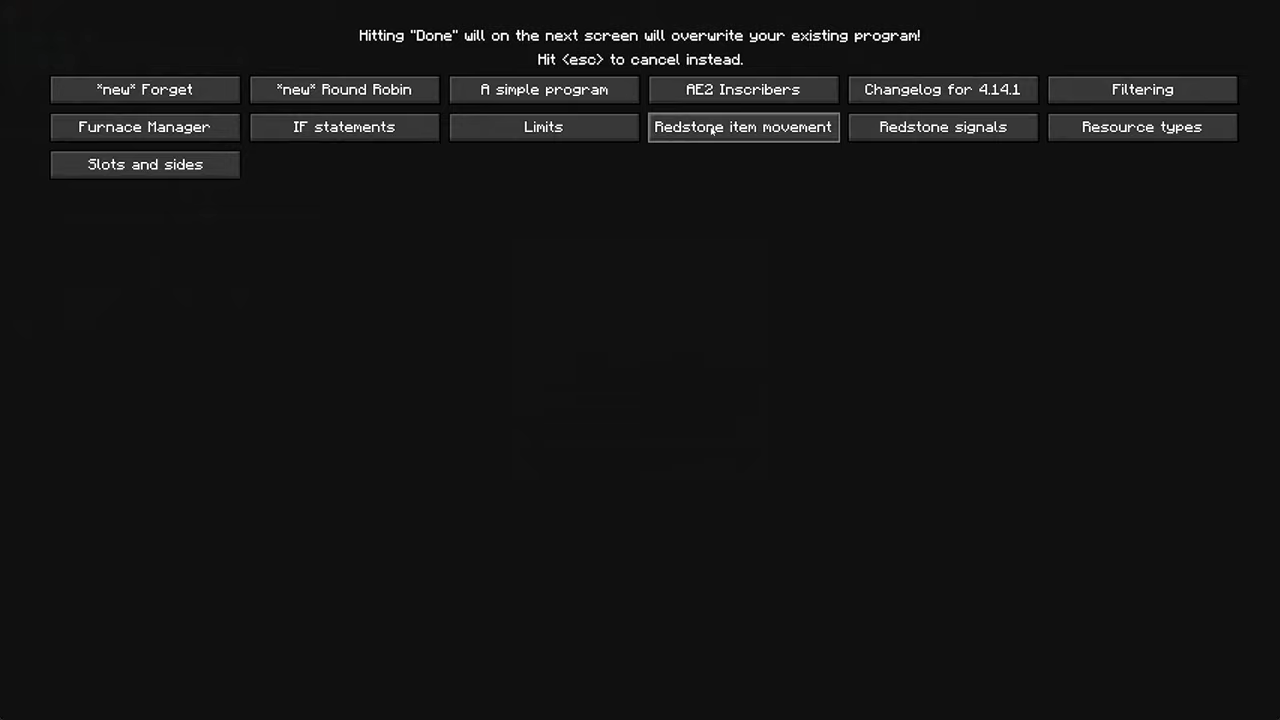 Hitting "Done" will on the next screen will overwrite your existing program!
Hit <esc> to cancel instead.
*new* Forget
*new* Round Robin
A simple program
AE2 Inscribers
Changelog for 4.14.1
Filtering
Furnace Manager
IF statements
Limits
Redstone item movement
Redstone signals
Resource types
Slots and sides